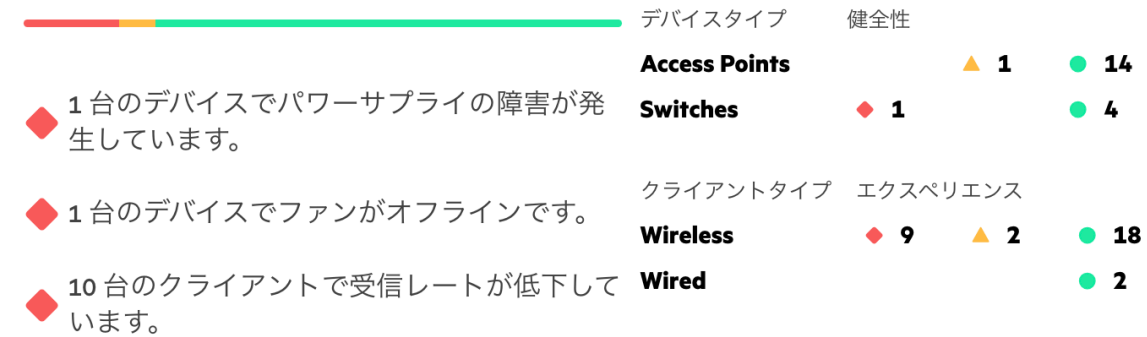 1 台のデバイスでパワーサプライの障害が発
生しています。
1 台のデバイスでファンがオフラインです。
10 台のクライアントで受信レートが低下して
います。
デバイスタイプ 健全性
Access Points 1 14
Switches 1 4
クライアントタイプ エクスペリエンス
Wireless 9 2 18
Wired 2